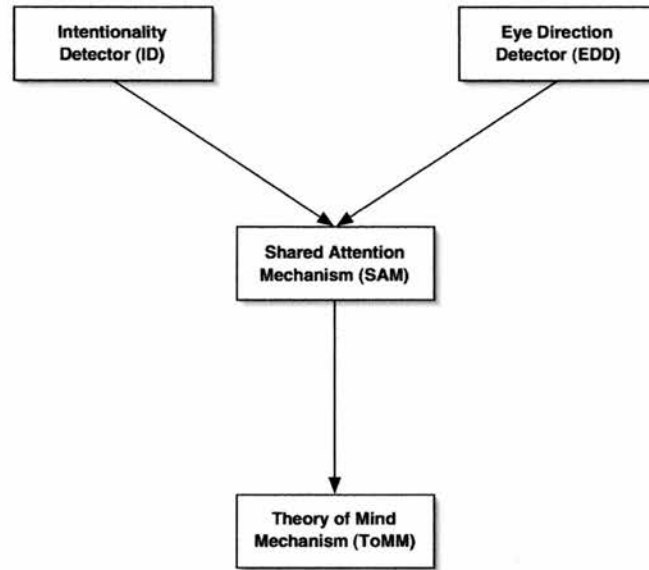 Intentionality
Detector (ID)
Eye Direction
Detector (EDD)
Shared Attention
Mechanism (SAM)
Theory of Mind
Mechanism (ToMM)